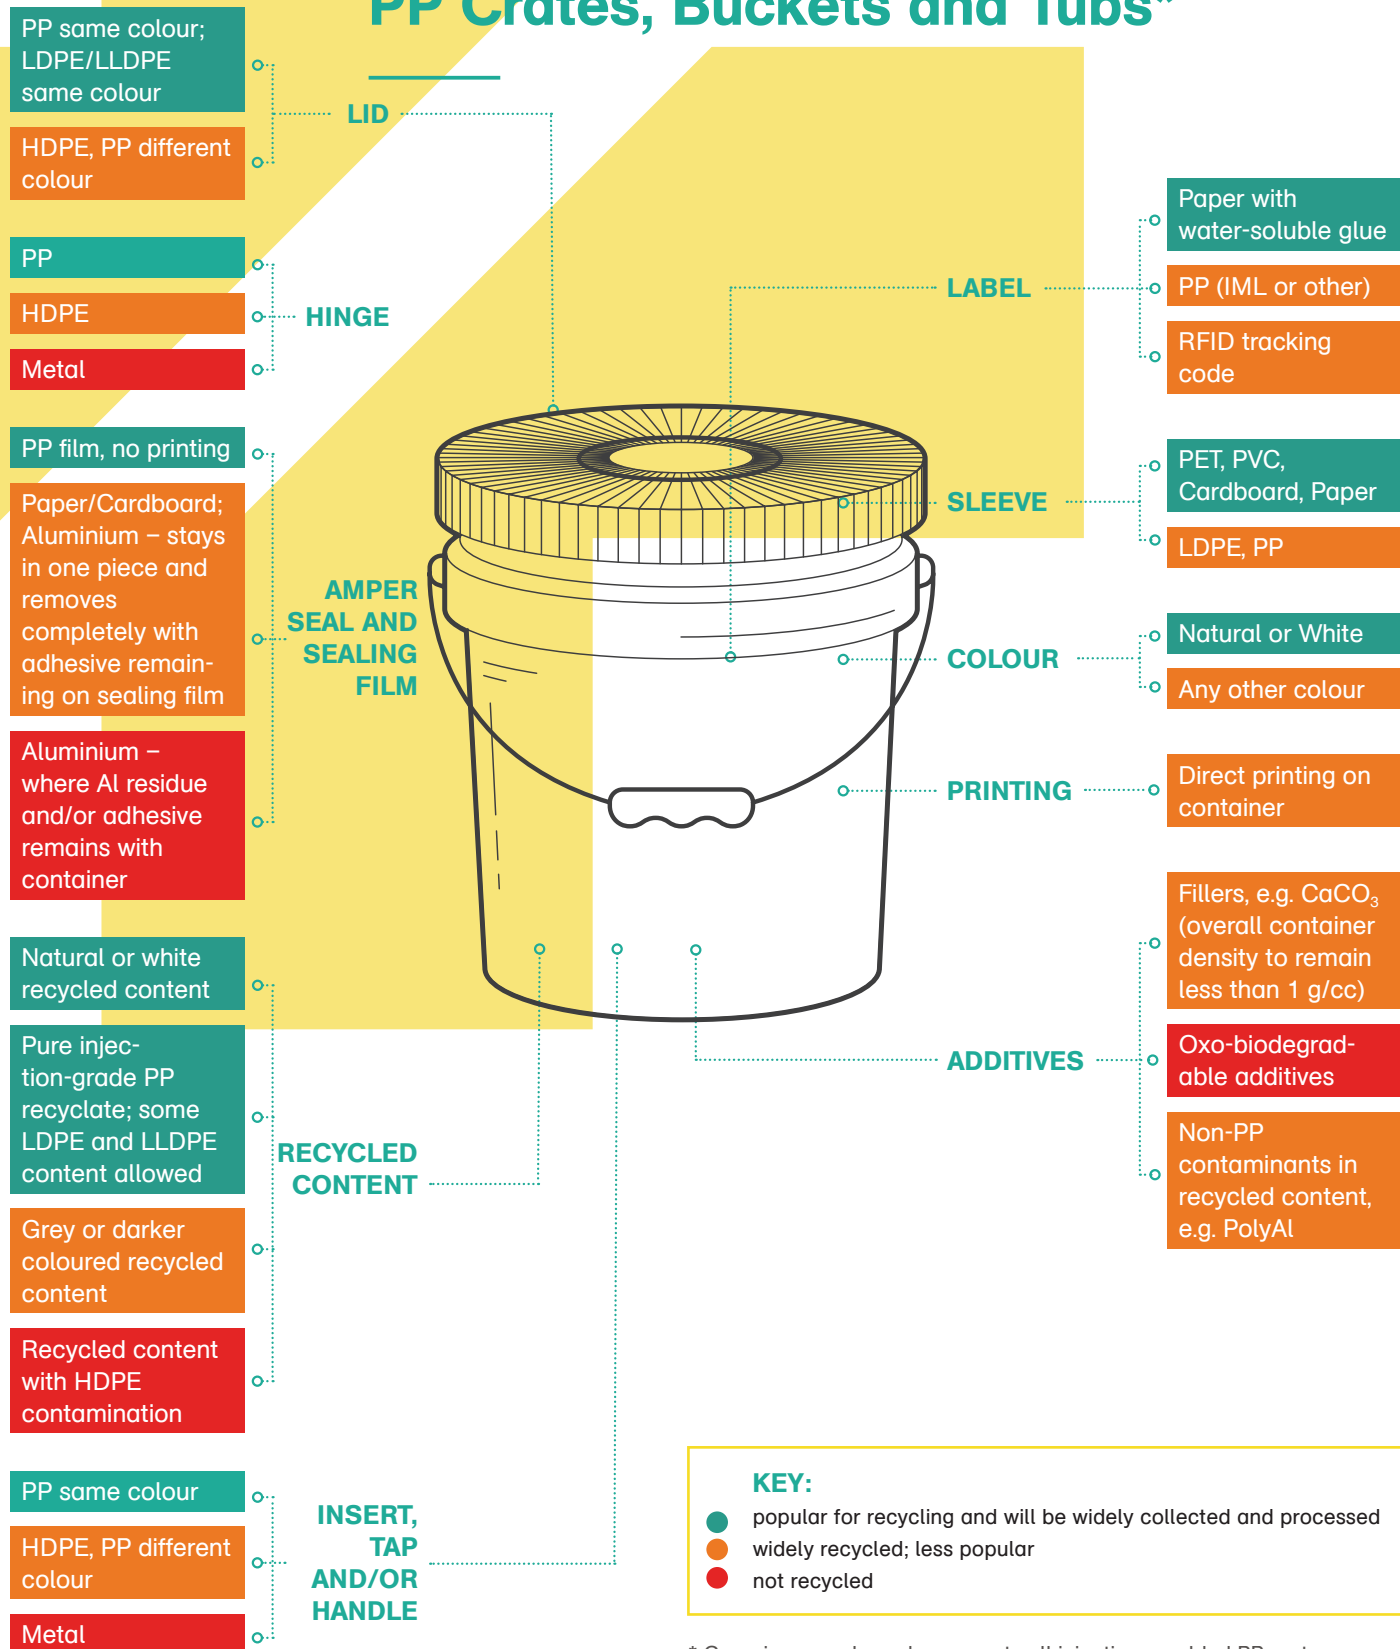 PP Crates, Buckets and Tubs*
PP same colour;
LDPE/LLDPE
same colour
HDPE, PP different
colour
LID
PP
HDPE
Metal
HINGE
PP film, no printing
Paper/Cardboard;
Aluminium – stays
in one piece and
removes
completely with
adhesive remain-
ing on sealing film
Aluminium –
where Al residue
and/or adhesive
remains with
container
AMPER
SEAL AND
SEALING
FILM
Natural or white
recycled content
Pure injec-
tion-grade PP
recyclate; some
LDPE and LLDPE
content allowed
Grey or darker
coloured recycled
content
Recycled content
with HDPE
contamination
RECYCLED
CONTENT
PP same colour
HDPE, PP different
colour
Metal
INSERT,
TAP
AND/OR
HANDLE
LABEL
Paper with
water-soluble glue
PP (IML or other)
RFID tracking
code
SLEEVE
PET, PVC,
Cardboard, Paper
LDPE, PP
COLOUR
Natural or White
Any other colour
PRINTING
Direct printing on
container
ADDITIVES
Fillers, e.g. CaCO₃
(overall container
density to remain
less than 1 g/cc)
Oxo-biodegrad-
able additives
Non-PP
contaminants in
recycled content,
e.g. PolyAl
KEY:
popular for recycling and will be widely collected and processed
widely recycled; less popular
not recycled